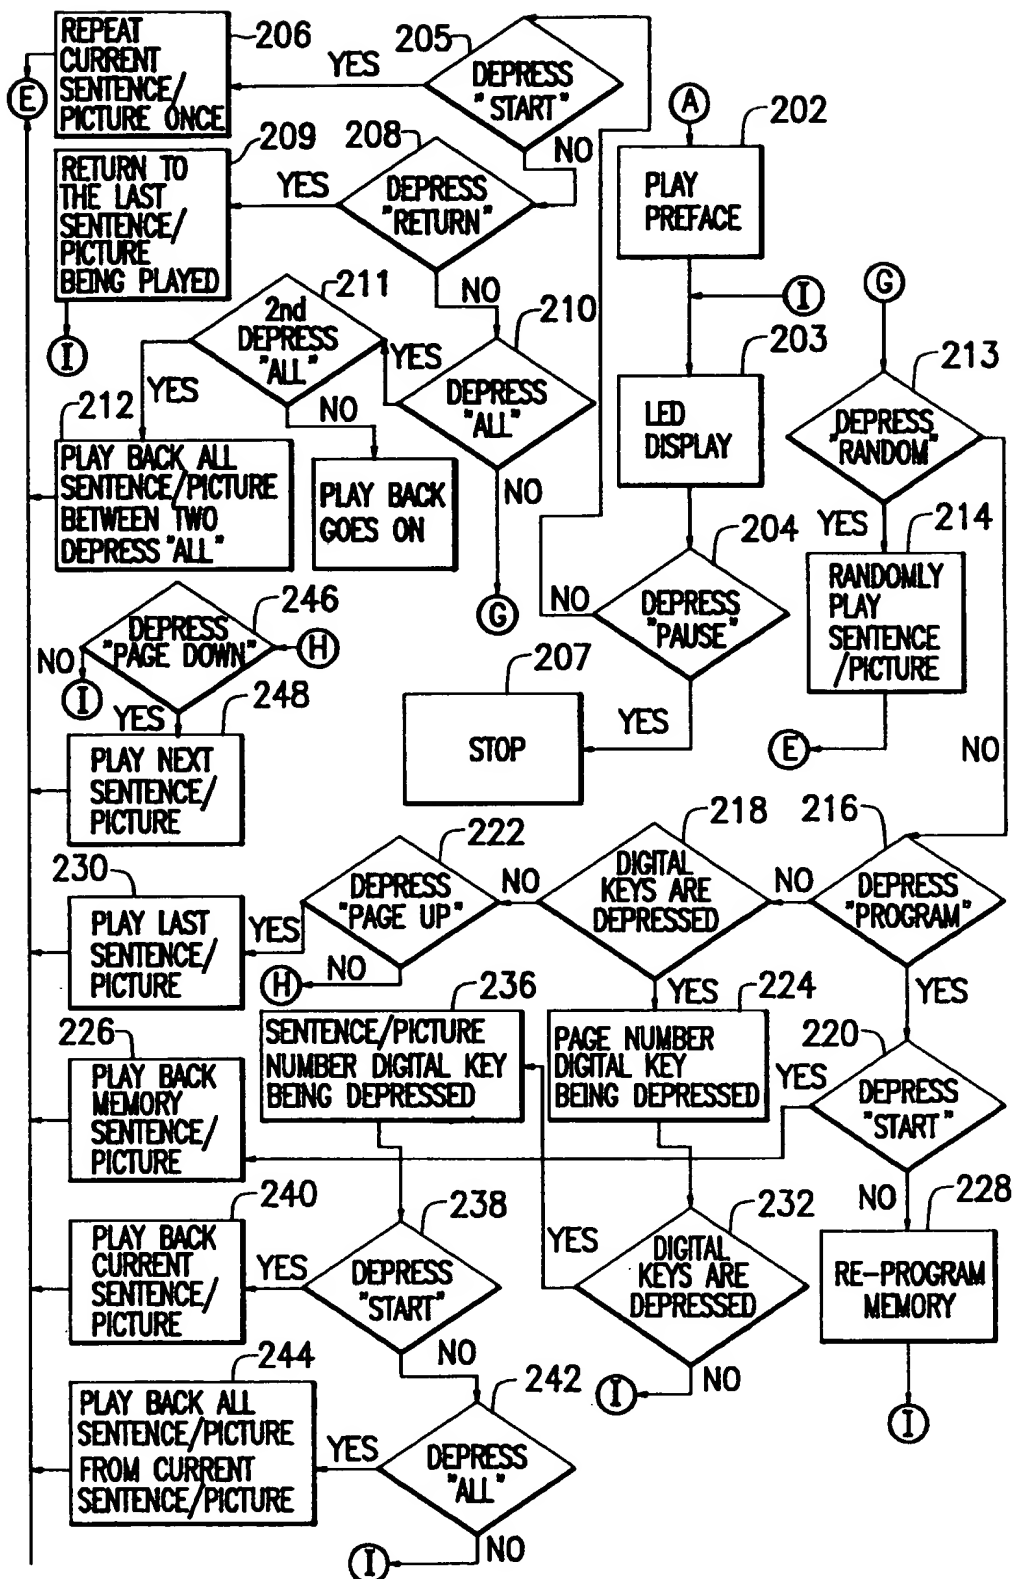 REPEAT
CURRENT
SENTENCE/
PICTURE ONCE
206
E
YES
205
DEPRESS
"START"
NO
A
202
PLAY
PREFACE
RETURN TO
THE LAST
SENTENCE/
PICTURE
BEING PLAYED
209
YES
208
DEPRESS
"RETURN"
NO
I
I
203
LED
DISPLAY
G
213
DEPRESS
"RANDOM"
YES
NO
211
2nd
DEPRESS
"ALL"
YES
NO
210
DEPRESS
"ALL"
YES
NO
G
212
PLAY BACK ALL
SENTENCE/PICTURE
BETWEEN TWO
DEPRESS "ALL"
PLAY BACK
GOES ON
204
DEPRESS
"PAUSE"
NO
YES
207
STOP
214
RANDOMLY
PLAY
SENTENCE
/PICTURE
E
246
DEPRESS
"PAGE DOWN"
H
NO
I
YES
248
PLAY NEXT
SENTENCE/
PICTURE
216
DEPRESS
"PROGRAM"
NO
YES
218
DIGITAL
KEYS ARE
DEPRESSED
NO
YES
222
DEPRESS
"PAGE UP"
YES
NO
H
230
PLAY LAST
SENTENCE/
PICTURE
236
SENTENCE/PICTURE
NUMBER DIGITAL KEY
BEING DEPRESSED
224
PAGE NUMBER
DIGITAL KEY
BEING DEPRESSED
220
DEPRESS
"START"
YES
NO
226
PLAY BACK
MEMORY
SENTENCE/
PICTURE
228
RE-PROGRAM
MEMORY
I
232
DIGITAL
KEYS ARE
DEPRESSED
YES
NO
I
238
DEPRESS
"START"
YES
NO
240
PLAY BACK
CURRENT
SENTENCE/
PICTURE
242
DEPRESS
"ALL"
YES
NO
I
244
PLAY BACK ALL
SENTENCE/PICTURE
FROM CURRENT
SENTENCE/PICTURE